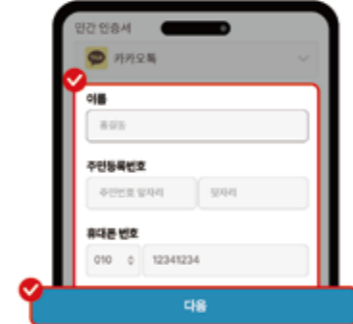 민간 인증서
카카오톡
이름
홍길동
주민등록번호
주민번호 앞자리 뒷자리
휴대폰 번호
010 12341234
다음